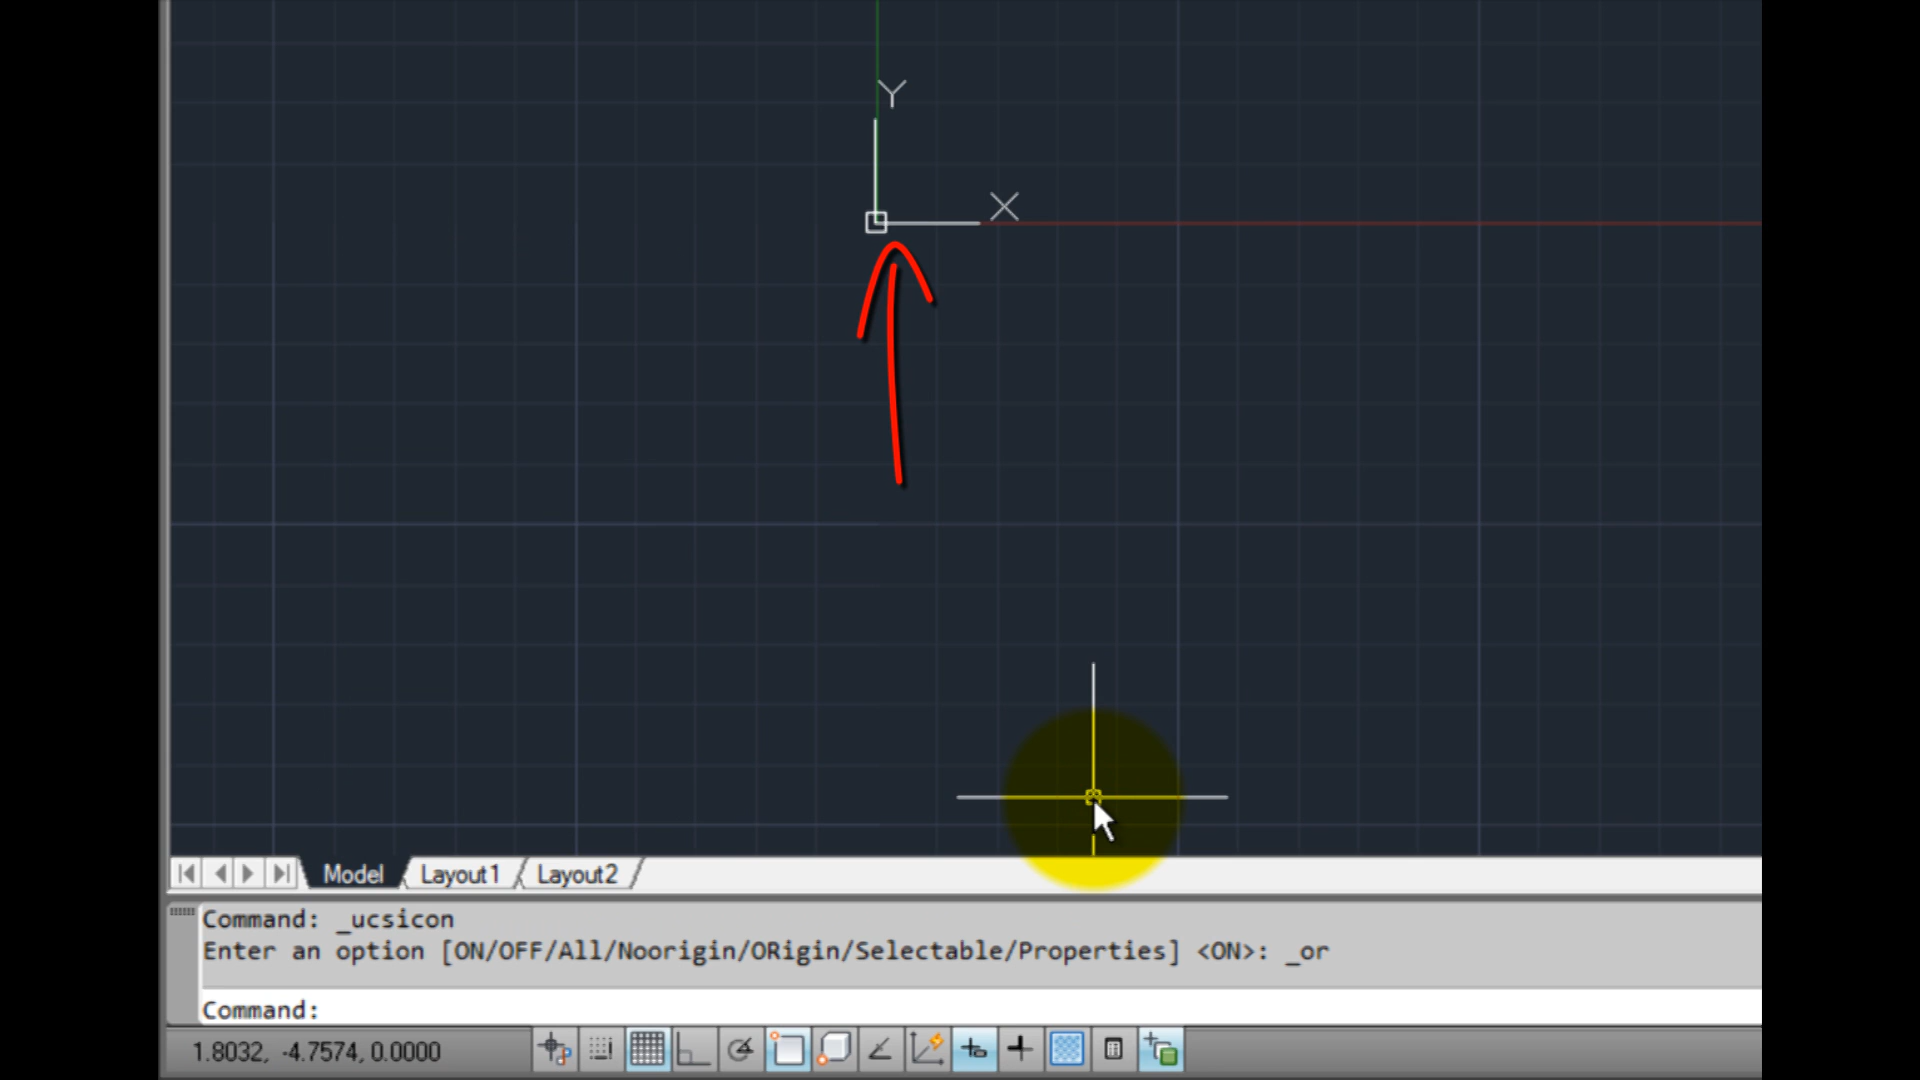 Y
X
Model Layout1 Layout2
Command: _ucsicon
Enter an option [ON/OFF/All/Noorigin/ORigin/Selectable/Properties] <ON>: _or
Command:
1.8032, -4.7574, 0.0000